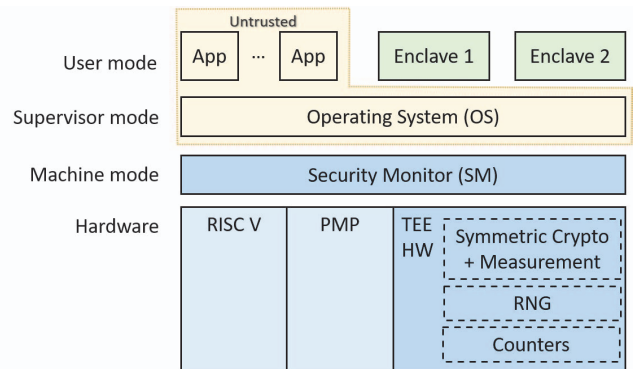 Untrusted
User mode
App ... App
Enclave 1
Enclave 2
Supervisor mode
Operating System (OS)
Machine mode
Security Monitor (SM)
Hardware
RISC V
PMP
TEE
HW
Symmetric Crypto
+ Measurement
RNG
Counters